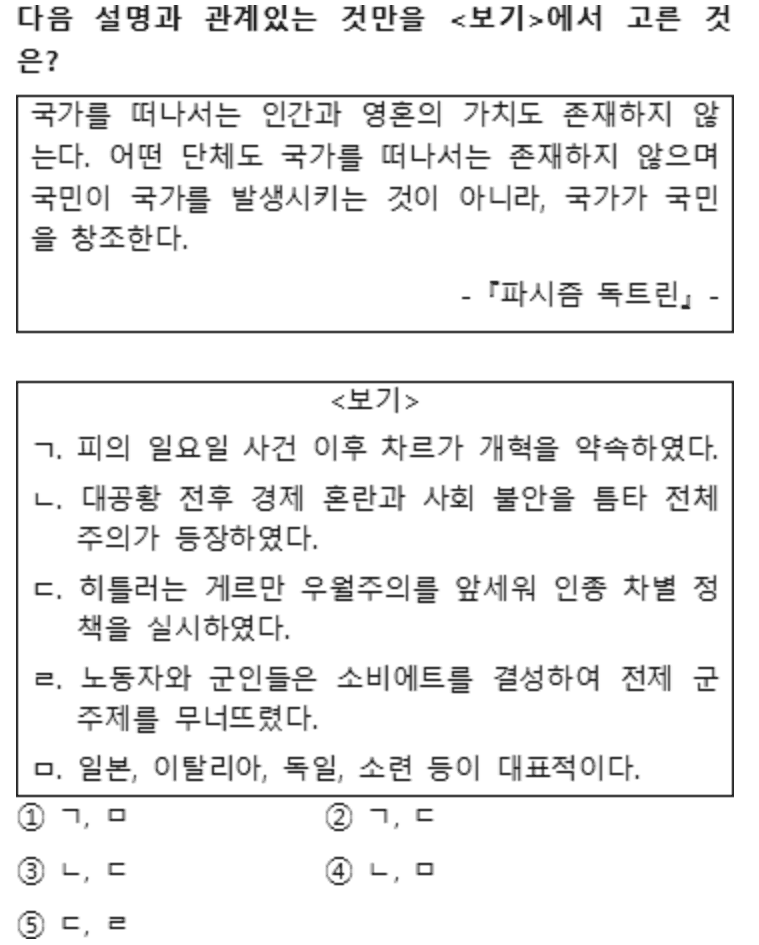 다음 설명과 관계있는 것만을 <보기>에서 고른 것
은?
국가를 떠나서는 인간과 영혼의 가치도 존재하지 않
는다. 어떤 단체도 국가를 떠나서는 존재하지 않으며
국민이 국가를 발생시키는 것이 아니라, 국가가 국민
을 창조한다.
- 『파시즘 독트린』 -
<보기>
ㄱ. 피의 일요일 사건 이후 차르가 개혁을 약속하였다.
ㄴ. 대공황 전후 경제 혼란과 사회 불안을 틈타 전체
주의가 등장하였다.
ㄷ. 히틀러는 게르만 우월주의를 앞세워 인종 차별 정
책을 실시하였다.
ㄹ. 노동자와 군인들은 소비에트를 결성하여 전제 군
주제를 무너뜨렸다.
ㅁ. 일본, 이탈리아, 독일, 소련 등이 대표적이다.
① ㄱ, ㅁ ② ㄱ, ㄷ
③ ㄴ, ㄷ ④ ㄴ, ㅁ
⑤ ㄷ, ㄹ